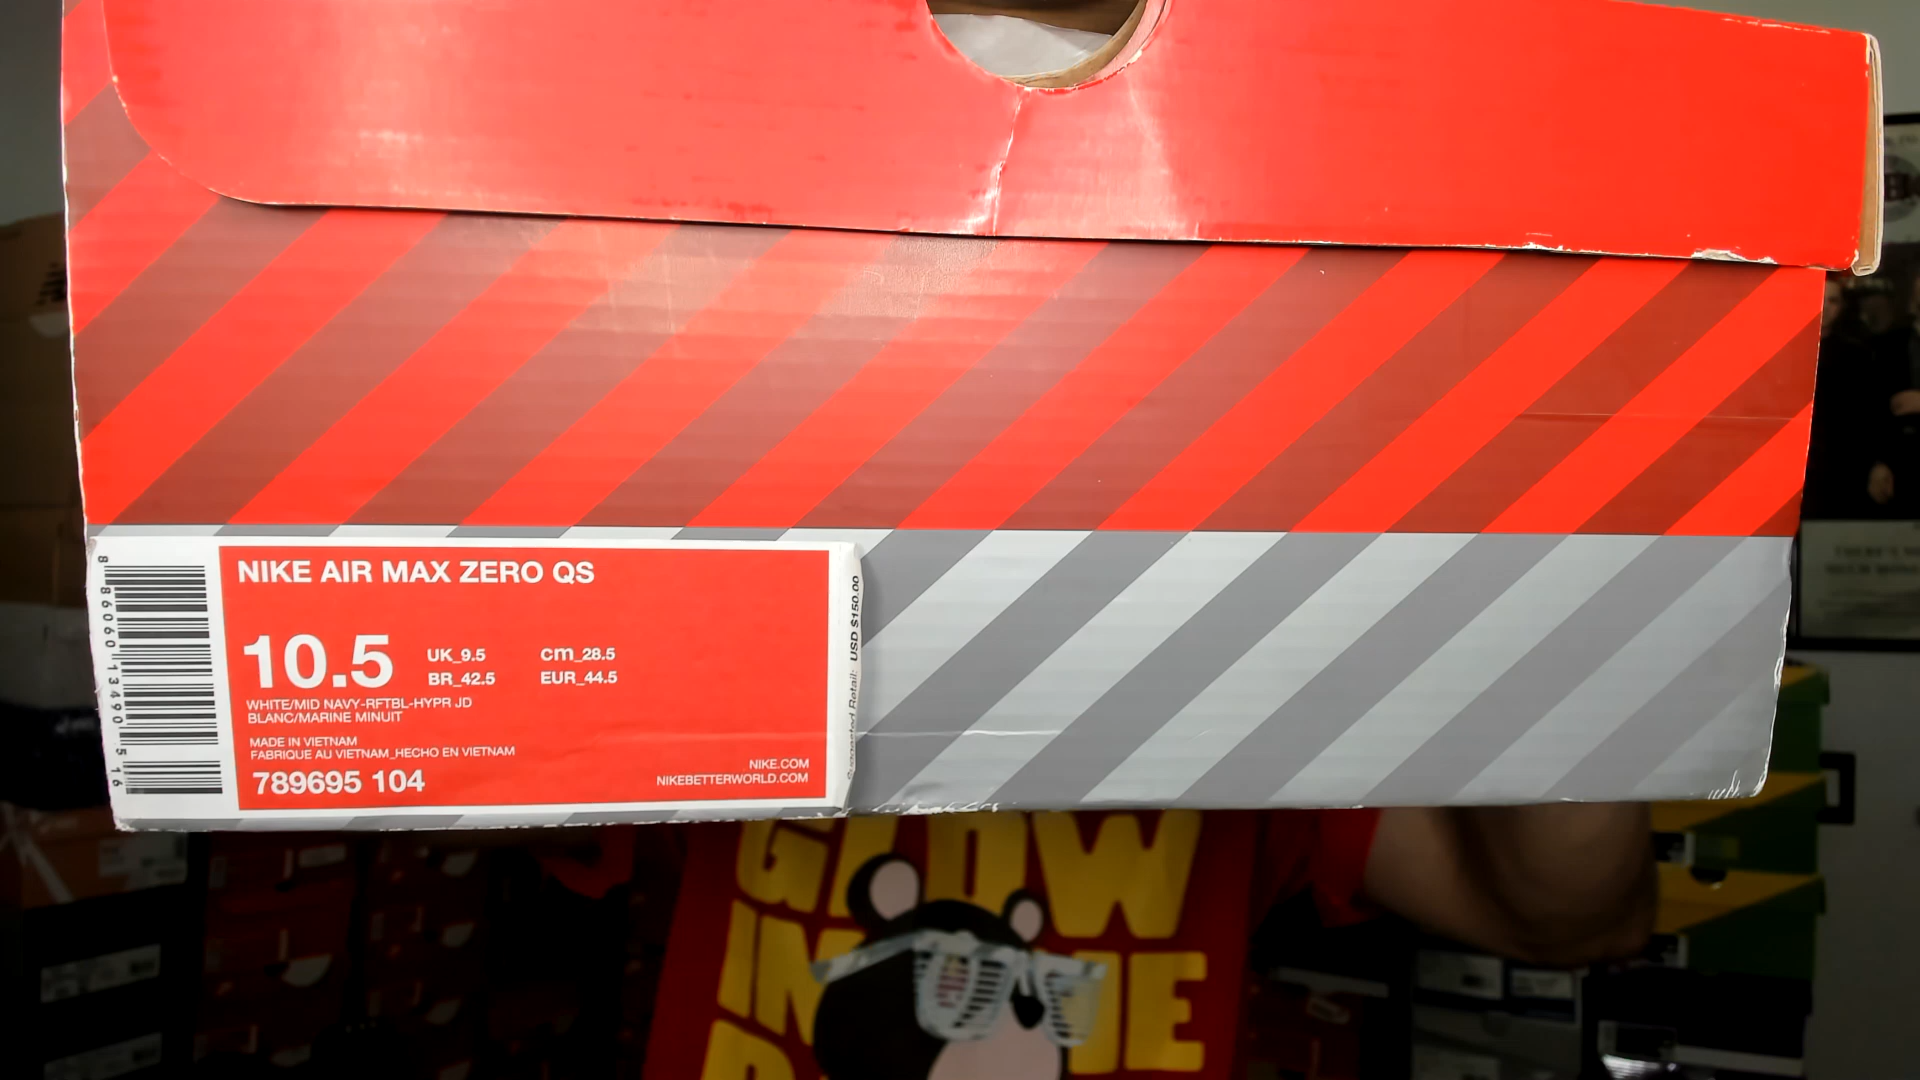 NIKE AIR MAX ZERO QS
10.5
UK_9.5 cm_28.5
BR_42.5 EUR_44.5
WHITE/MID NAVY-RFTBL-HYPR JD
BLANC/MARINE MINUIT
MADE IN VIETNAM
FABRIQUE AU VIETNAM_HECHO EN VIETNAM
789695 104
NIKE.COM
NIKEBETTERWORLD.COM
8 86060 13490 5 16
Suggested Retail: USD $150.00
GLOW
IN